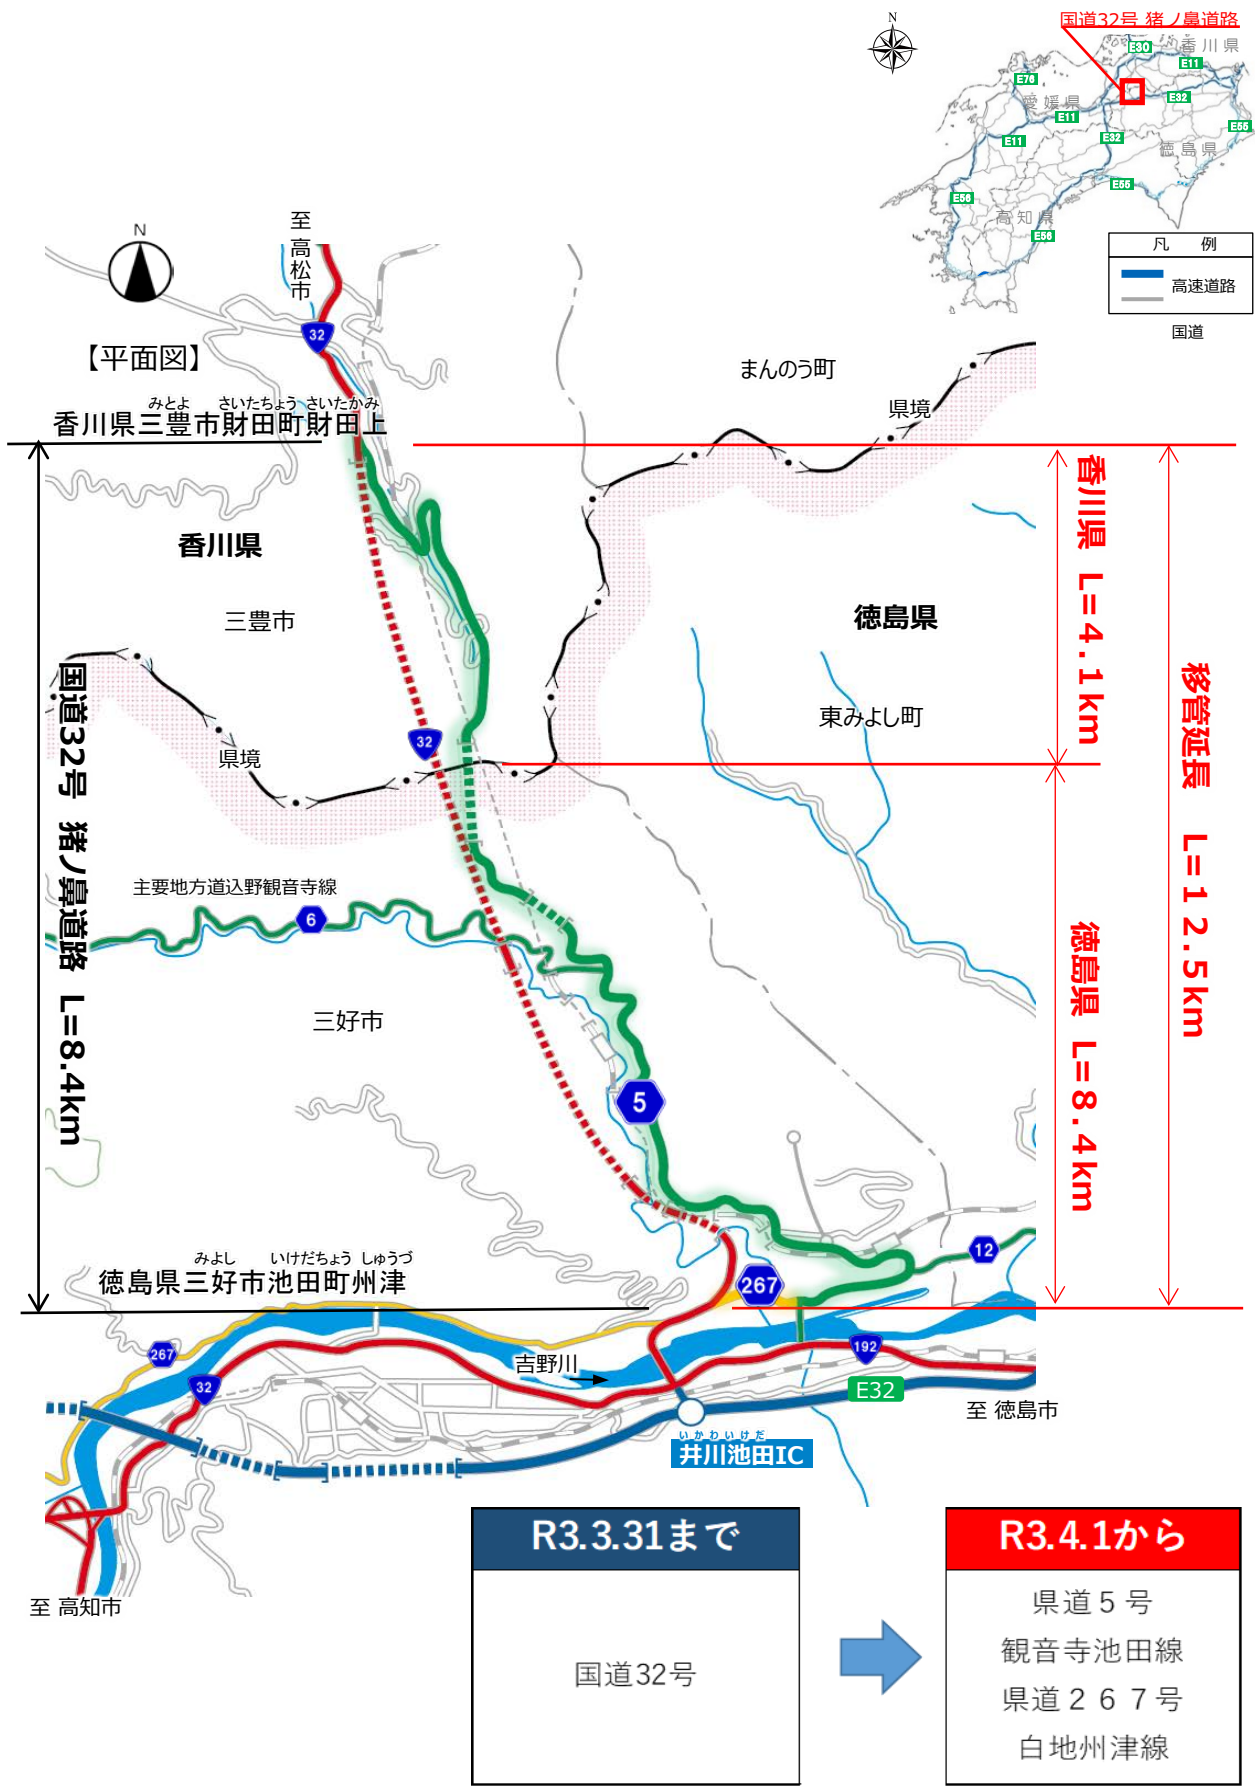 国道32号 猪ノ鼻道路
N
E30
香川県
E11
E76
愛媛県
E32
E11
E11
E32
E55
徳島県
E55
E56
高知県
E56
凡 例
高速道路
国道
N
至 高松市
32
【平面図】
まんのう町
県境
みとよ さいたちょう さいたかみ
香川県三豊市財田町財田上
香川県
三豊市
徳島県
東みよし町
香川県 L=4.1km
移管延長 L=12.5km
徳島県 L=8.4km
国道32号 猪ノ鼻道路 L=8.4km
32
県境
主要地方道込野観音寺線
6
三好市
5
みよし いけだちょう しゅうづ
徳島県三好市池田町州津
12
267
267
32
吉野川
192
E32
至 徳島市
いかわいけだ
井川池田IC
至 高知市
R3.3.31まで
国道32号
R3.4.1から
県道5号
観音寺池田線
県道267号
白地州津線